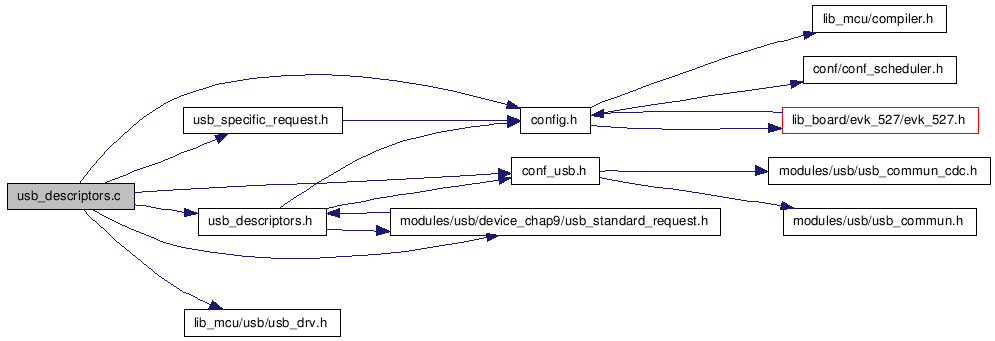 lib_mcu/compiler.h
conf/conf_scheduler.h
usb_specific_request.h
config.h
lib_board/evk_527/evk_527.h
conf_usb.h
modules/usb/usb_commun_cdc.h
usb_descriptors.c
usb_descriptors.h
modules/usb/device_chap9/usb_standard_request.h
modules/usb/usb_commun.h
lib_mcu/usb/usb_drv.h